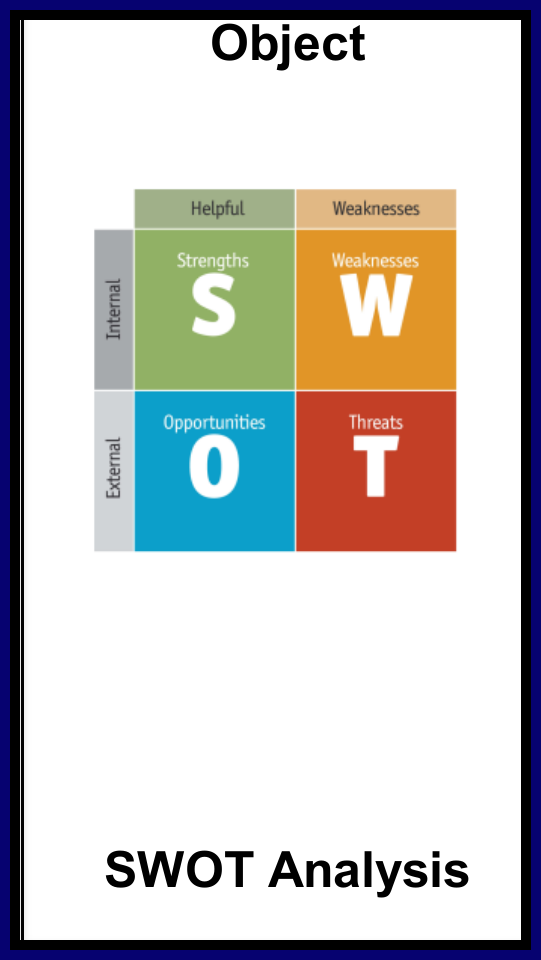 Object
Helpful Weaknesses
Internal
Strengths Weaknesses
S W
External
Opportunities Threats
O T
SWOT Analysis